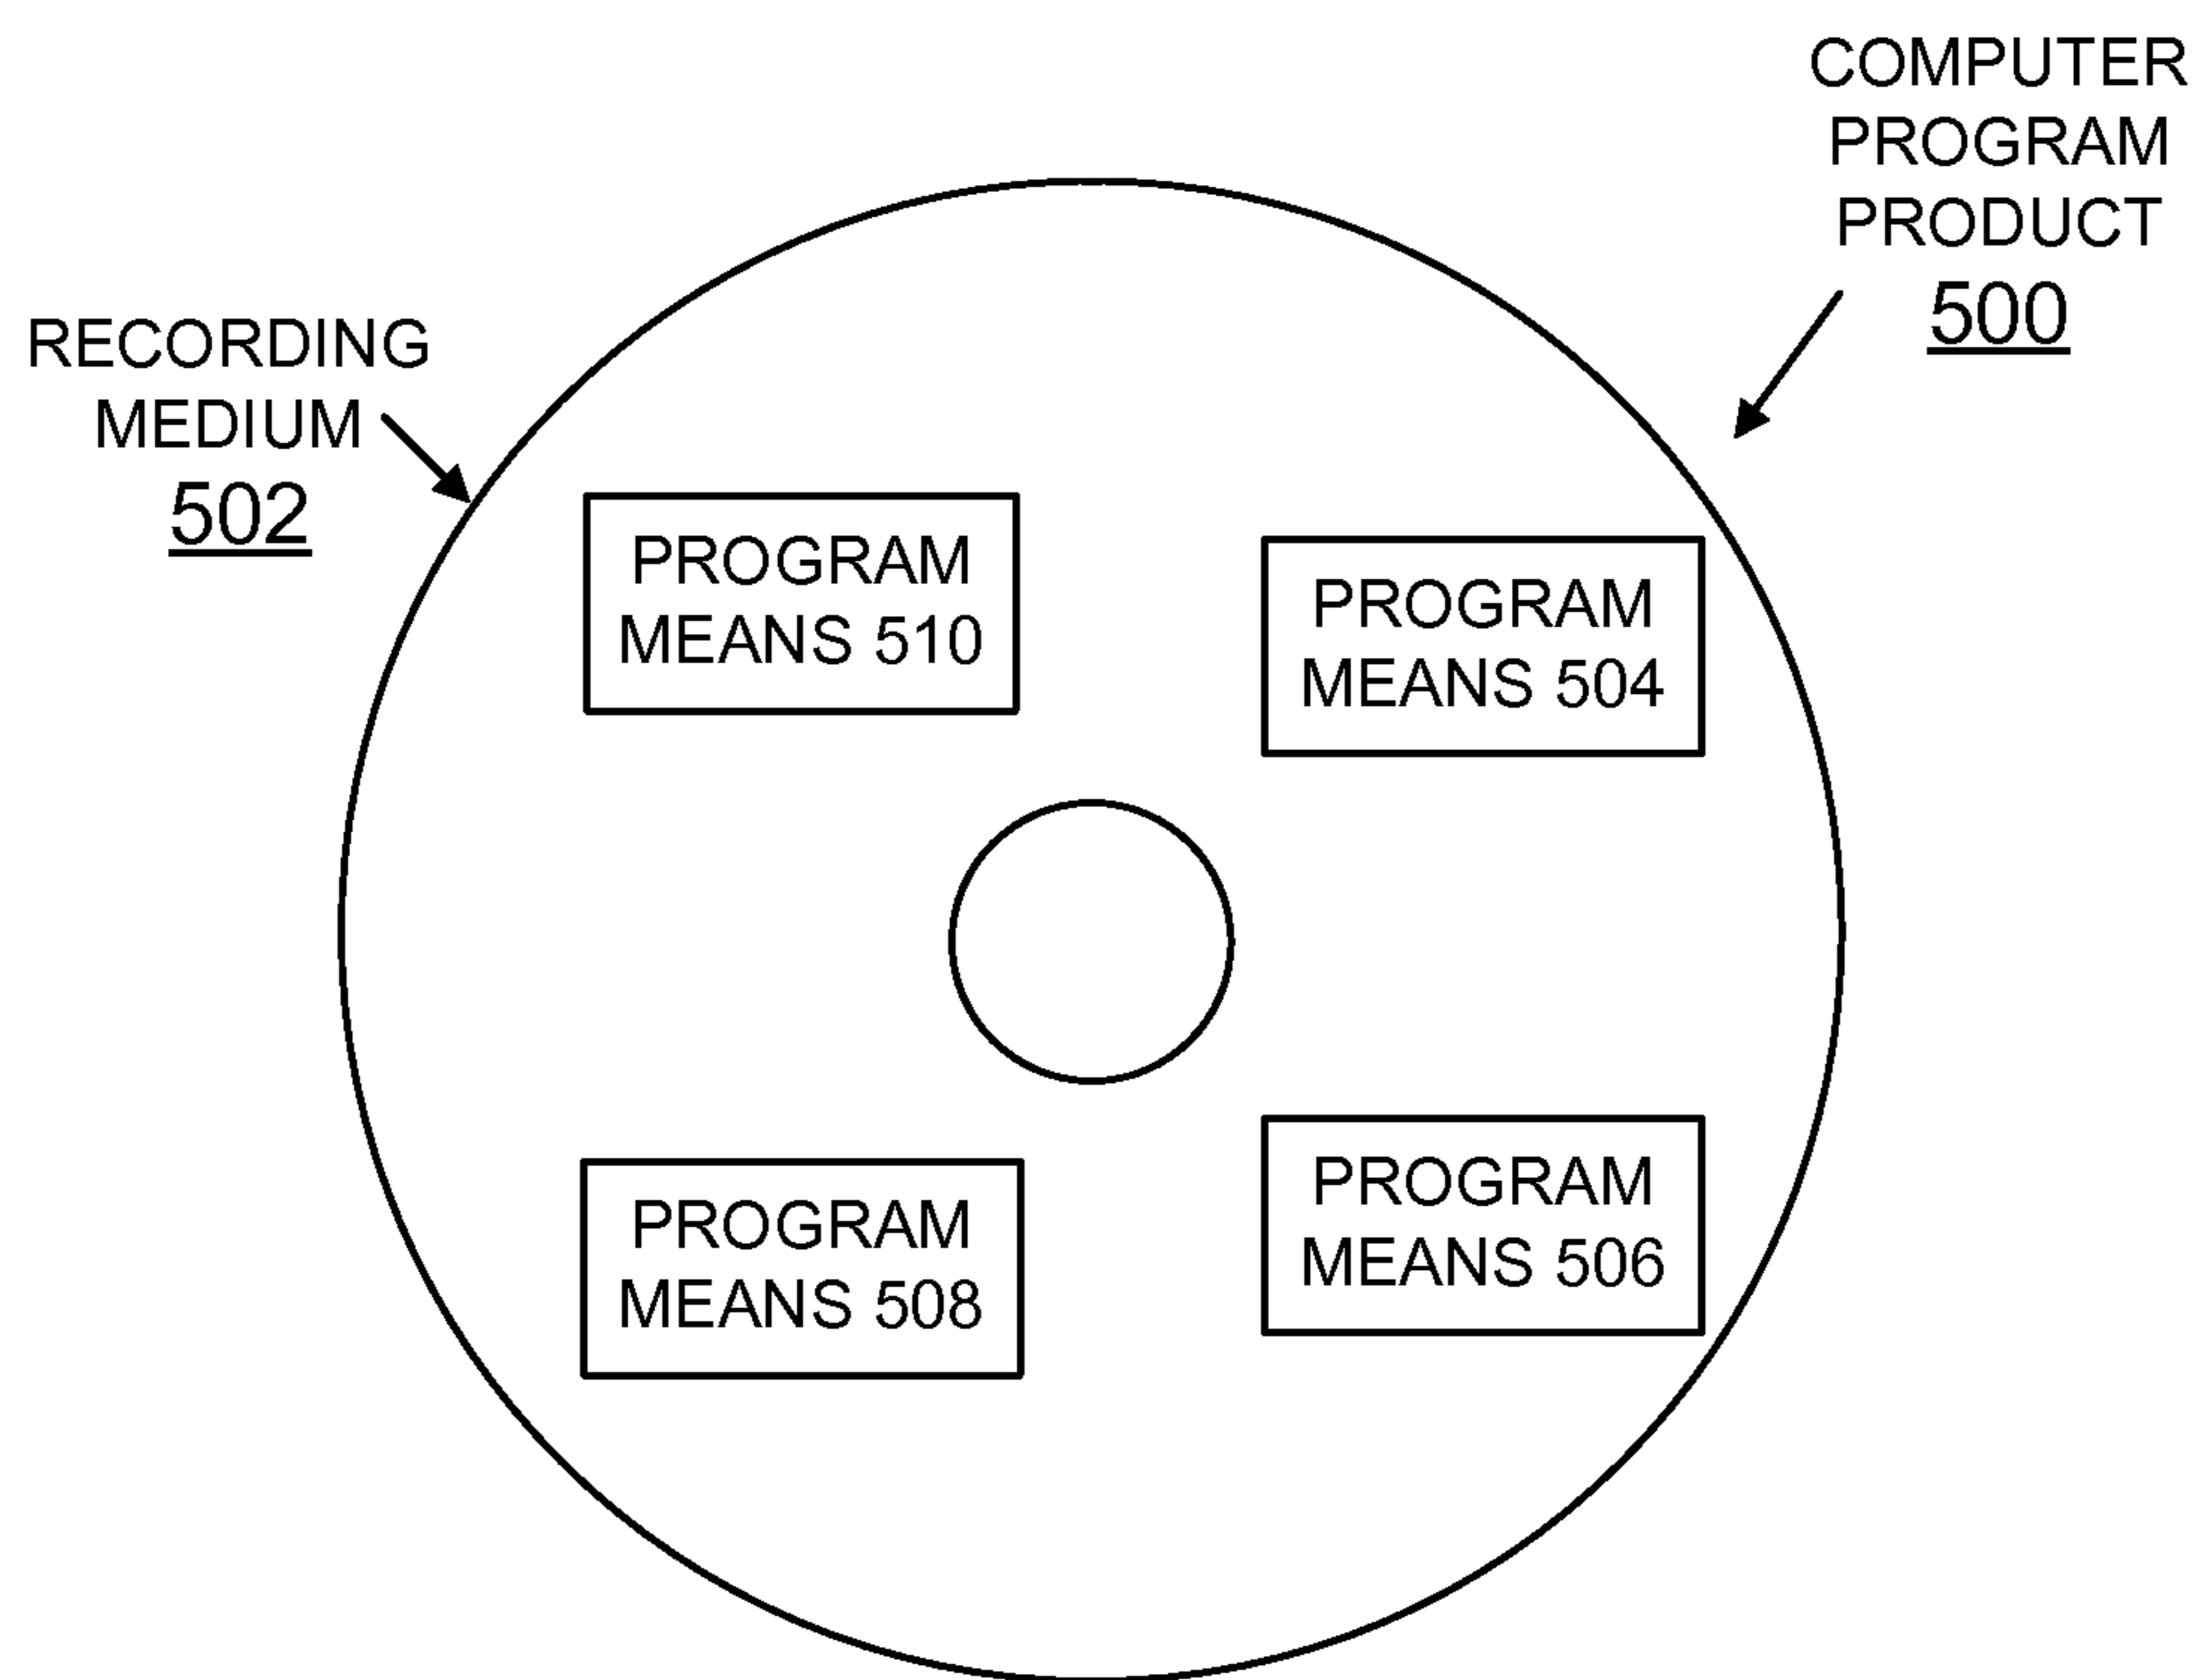 COMPUTER
PROGRAM
PRODUCT
500
RECORDING
MEDIUM
502
PROGRAM
MEANS 510
PROGRAM
MEANS 504
PROGRAM
MEANS 508
PROGRAM
MEANS 506